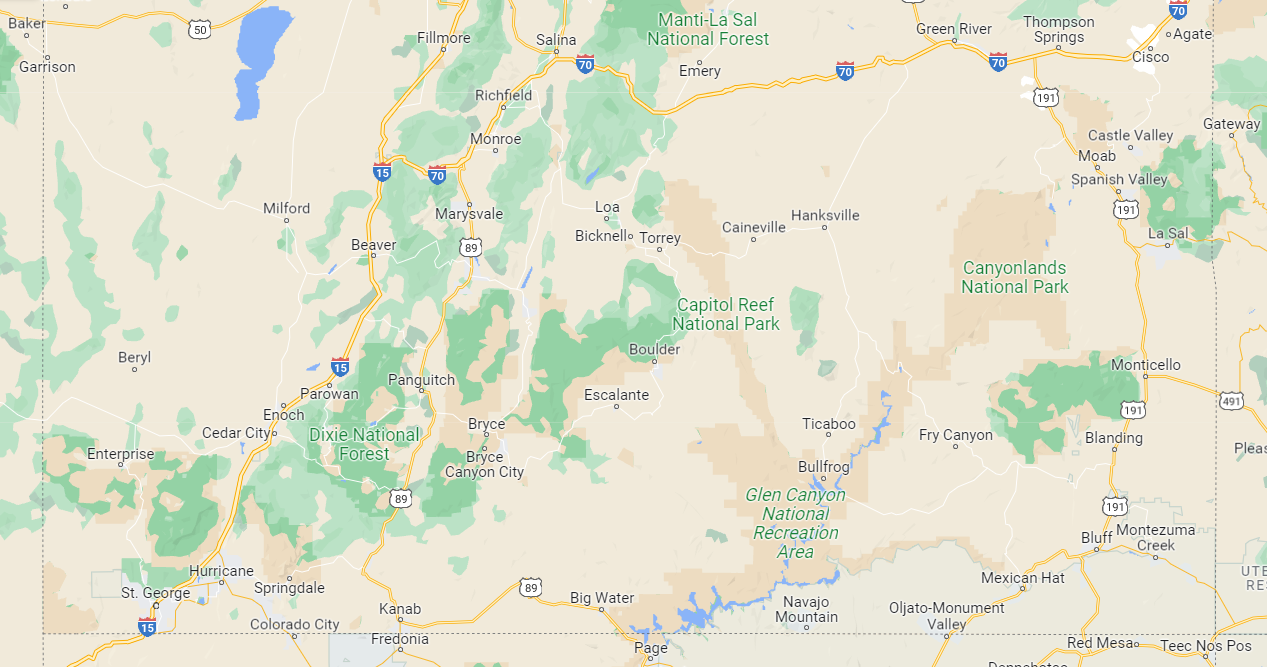 Baker
50
Garrison
Fillmore
Salina
70
Manti-La Sal
National Forest
Emery
Green River
Thompson
Springs
70
70
70
Agate
Cisco
Richfield
Monroe
191
Castle Valley
Gateway
Moab
Spanish Valley
15
70
Milford
Marysvale
Loa
Bicknell
Torrey
Caineville
Hanksville
191
La Sal
Beaver
89
Canyonlands
National Park
Capitol Reef
National Park
Beryl
15
Boulder
Monticello
Parowan
Panguitch
Escalante
191
491
Enoch
Cedar City
Bryce
Ticaboo
Fry Canyon
Blanding
Dixie National
Forest
Enterprise
Bryce
Canyon City
Bullfrog
Pleas
89
Glen Canyon
National
Recreation
Area
191
Bluff
Montezuma
Creek
Hurricane
Springdale
St. George
89
Big Water
Mexican Hat
UTE
RES
15
Colorado City
Kanab
Fredonia
Navajo
Mountain
Oljato-Monument
Valley
Page
Red Mesa
Teec Nos Pos